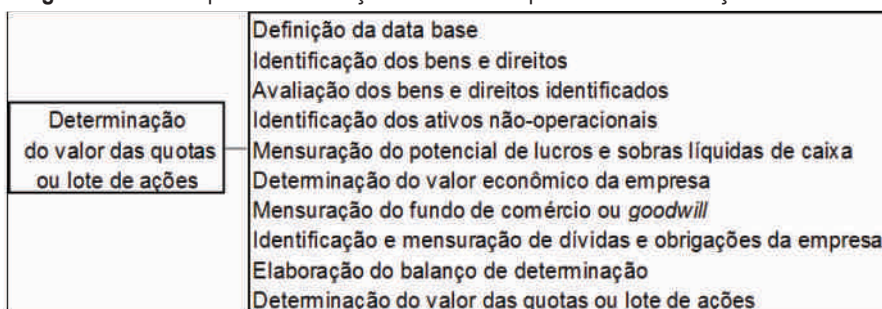 Determinação
do valor das quotas
ou lote de ações
Definição da data base
Identificação dos bens e direitos
Avaliação dos bens e direitos identificados
Identificação dos ativos não-operacionais
Mensuração do potencial de lucros e sobras líquidas de caixa
Determinação do valor econômico da empresa
Mensuração do fundo de comércio ou goodwill
Identificação e mensuração de dívidas e obrigações da empresa
Elaboração do balanço de determinação
Determinação do valor das quotas ou lote de ações